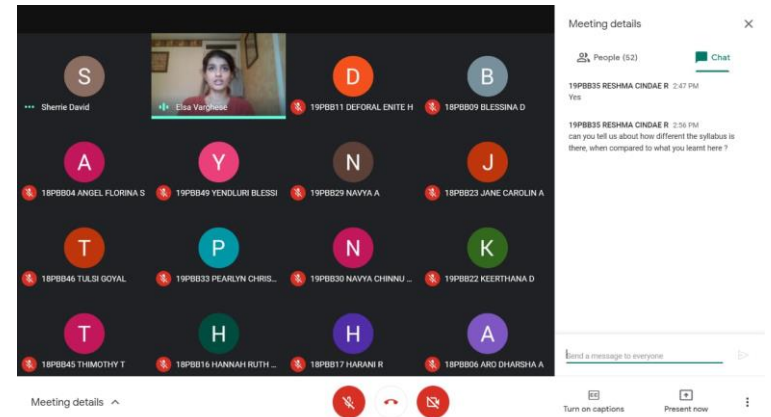 S
Sherrie David
Elsa Varghese
D
19PBB11 DEFORAL ENITE H
B
18PBB09 BLESSINA D
A
18PBB04 ANGEL FLORINA S
Y
19PBB49 YENDLURI BLESSI
N
19PBB29 NAVYA A
J
18PBB23 JANE CAROLIN A
T
18PBB46 TULSI GOYAL
P
19PBB33 PEARLYN CHRIS...
N
19PBB30 NAVYA CHINNU ...
K
19PBB22 KEERTHANA D
T
18PBB45 THIMOTHY T
H
18PBB16 HANNAH RUTH ...
H
18PBB17 HARANI R
A
18PBB06 ARO DHARSHA A
Meeting details
Meeting details
People (52)
Chat
19PBB35 RESHMA CINDAE R 2:47 PM
Yes
19PBB35 RESHMA CINDAE R 2:56 PM
can you tell us about how different the syllabus is
there, when compared to what you learnt here ?
Send a message to everyone
CC
Turn on captions
Present now